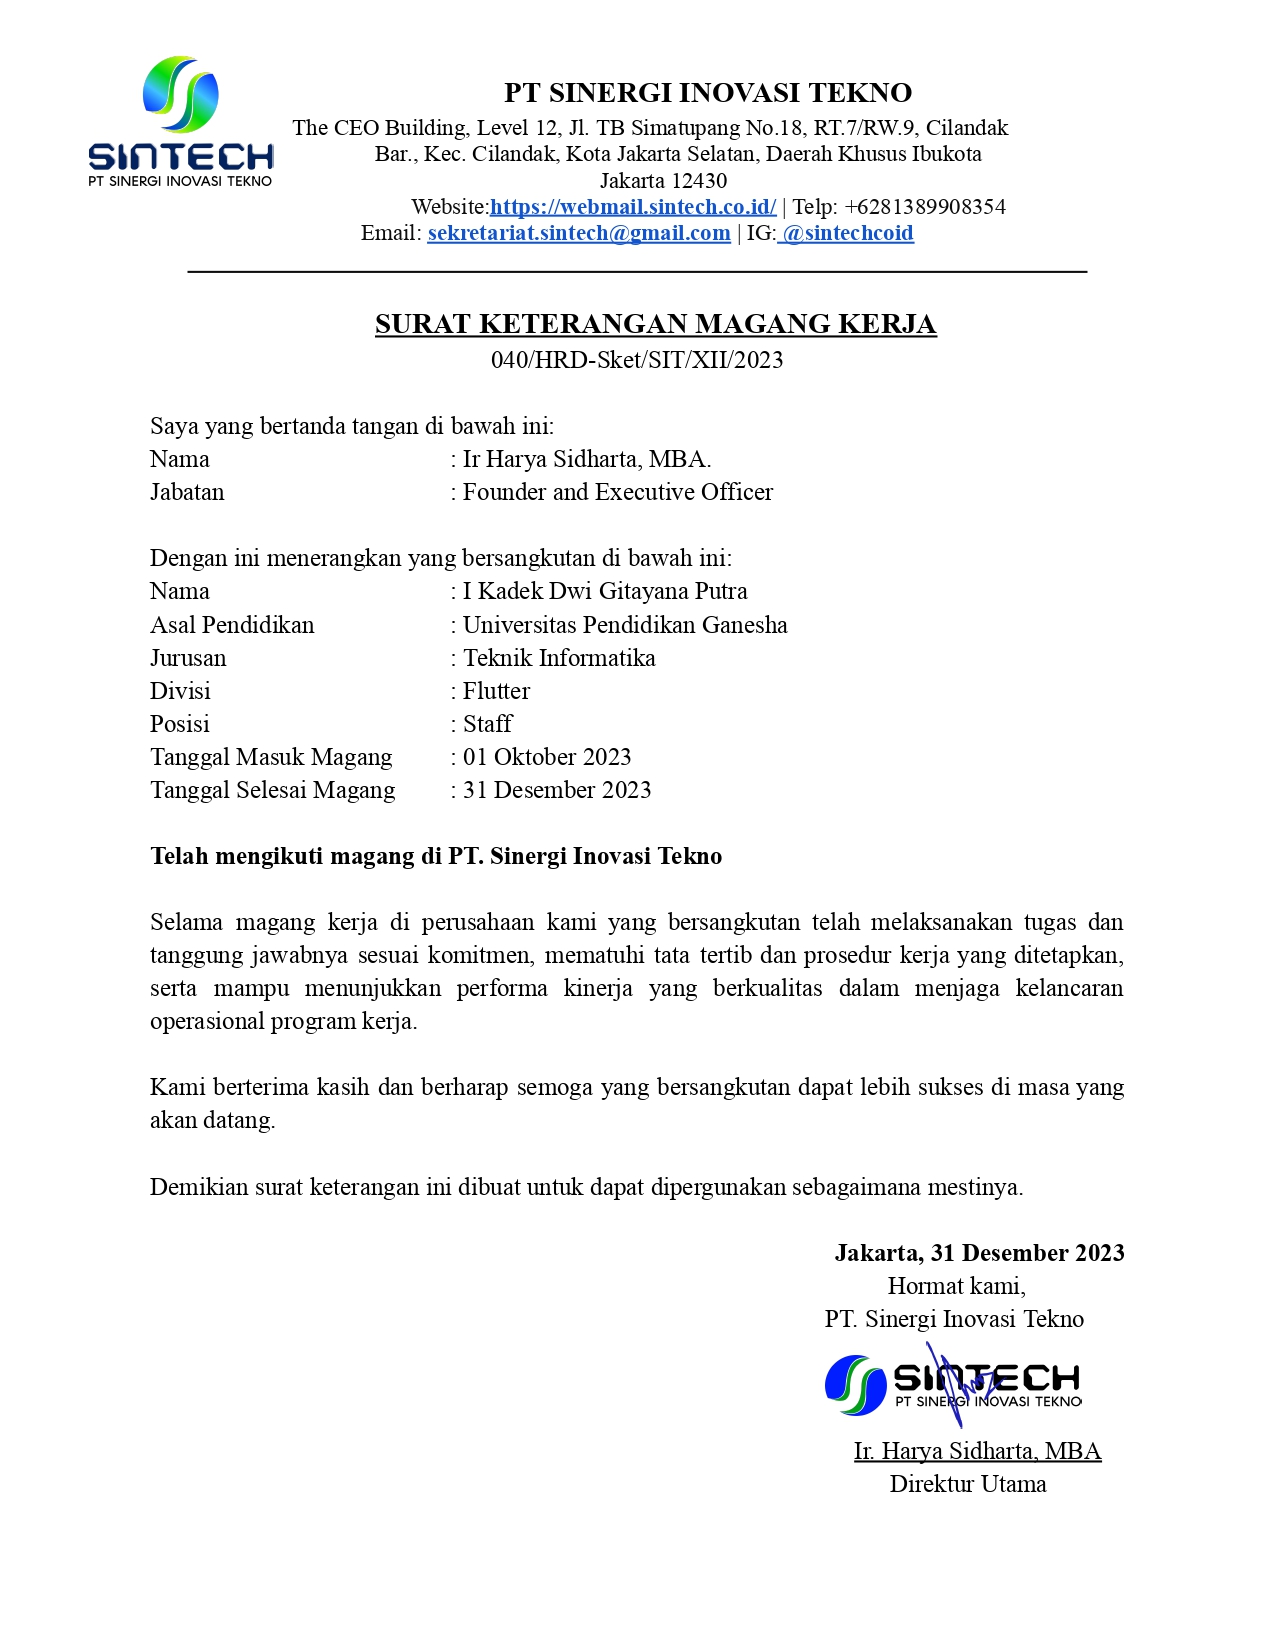 SINTECH
PT SINERGI INOVASI TEKNO
PT SINERGI INOVASI TEKNO
The CEO Building, Level 12, Jl. TB Simatupang No.18, RT.7/RW.9, Cilandak
Bar., Kec. Cilandak, Kota Jakarta Selatan, Daerah Khusus Ibukota
Jakarta 12430
Website:https://webmail.sintech.co.id/ | Telp: +6281389908354
Email: sekretariat.sintech@gmail.com | IG: @sintechcoid
SURAT KETERANGAN MAGANG KERJA
040/HRD-Sket/SIT/XII/2023
Saya yang bertanda tangan di bawah ini:
Nama : Ir Harya Sidharta, MBA.
Jabatan : Founder and Executive Officer
Dengan ini menerangkan yang bersangkutan di bawah ini:
Nama : I Kadek Dwi Gitayana Putra
Asal Pendidikan : Universitas Pendidikan Ganesha
Jurusan : Teknik Informatika
Divisi : Flutter
Posisi : Staff
Tanggal Masuk Magang : 01 Oktober 2023
Tanggal Selesai Magang : 31 Desember 2023
Telah mengikuti magang di PT. Sinergi Inovasi Tekno
Selama magang kerja di perusahaan kami yang bersangkutan telah melaksanakan tugas dan
tanggung jawabnya sesuai komitmen, mematuhi tata tertib dan prosedur kerja yang ditetapkan,
serta mampu menunjukkan performa kinerja yang berkualitas dalam menjaga kelancaran
operasional program kerja.
Kami berterima kasih dan berharap semoga yang bersangkutan dapat lebih sukses di masa yang
akan datang.
Demikian surat keterangan ini dibuat untuk dapat dipergunakan sebagaimana mestinya.
Jakarta, 31 Desember 2023
Hormat kami,
PT. Sinergi Inovasi Tekno
SINTECH
PT SINERGI INOVASI TEKNO
Ir. Harya Sidharta, MBA
Direktur Utama